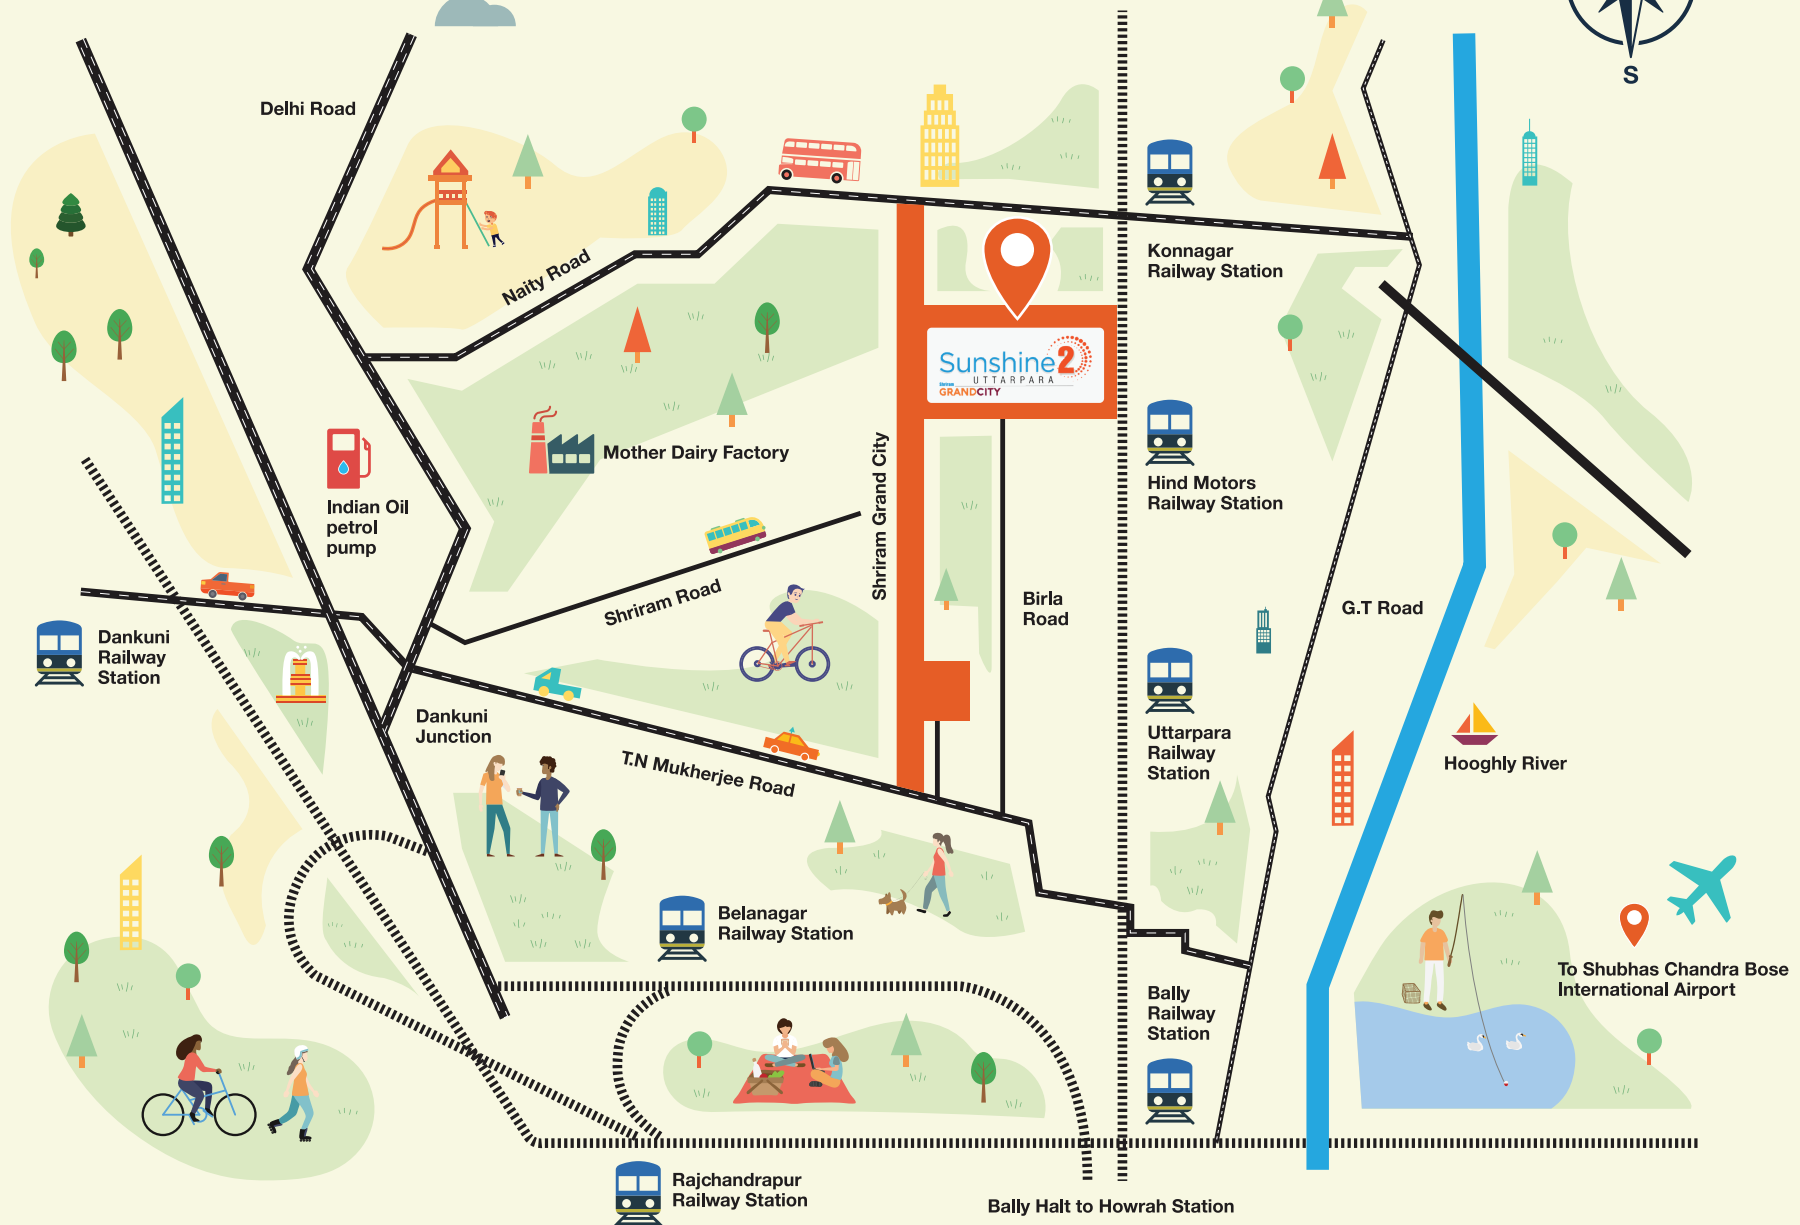 S
Delhi Road
Naity Road
Konnagar
Railway Station
Sunshine 2
UTTARPARA
GRANDCITY
Mother Dairy Factory
Shriram Grand City
Hind Motors
Railway Station
Indian Oil
petrol
pump
Shriram Road
Birla
Road
G.T Road
Dankuni
Railway
Station
Dankuni
Junction
T.N Mukherjee Road
Uttarpara
Railway
Station
Hooghly River
Belanagar
Railway Station
To Shubhas Chandra Bose
International Airport
Bally
Railway
Station
Rajchandrapur
Railway Station
Bally Halt to Howrah Station